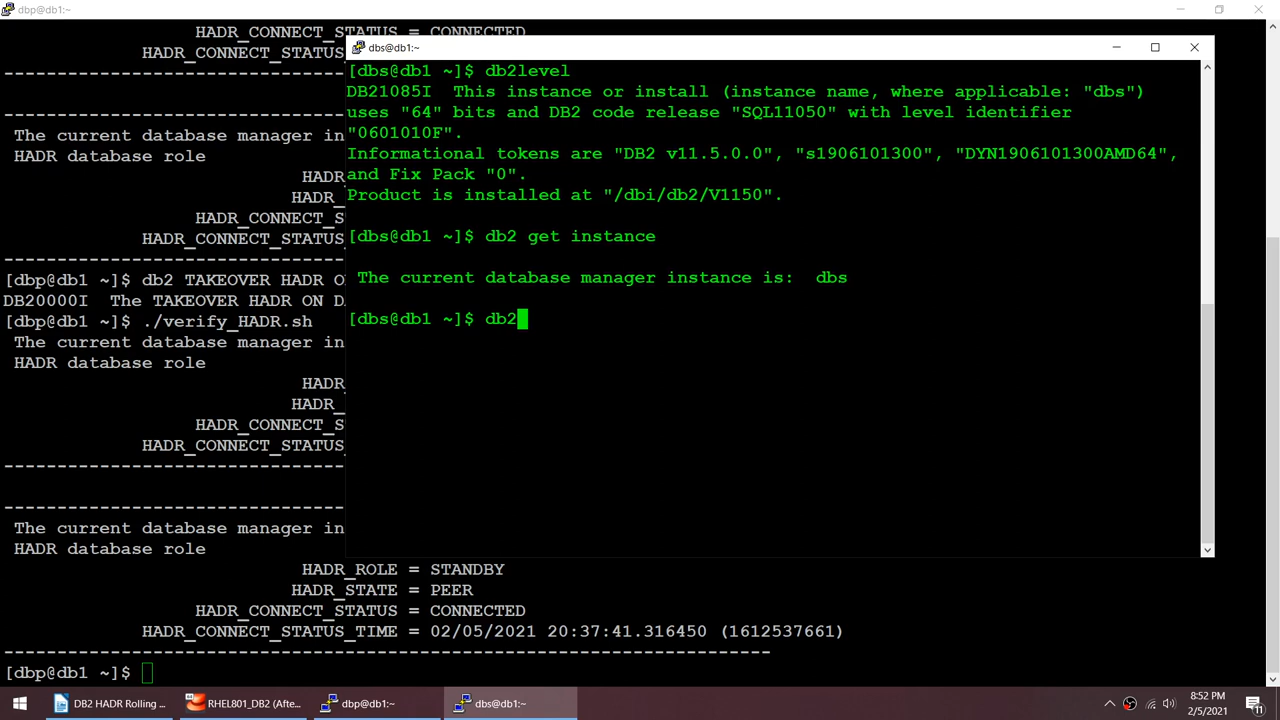 dbp@db1:~
HADR_CONNECT_STATUS = CONNECTED
HADR_CONNECT_STATUS
--------------------------------
--------------------------------
The current database manager in
HADR database role
HADR
HADR_
HADR_CONNECT_S
HADR_CONNECT_STATUS
--------------------------------
[dbp@db1 ~]$ db2 TAKEOVER HADR O
DB20000I  The TAKEOVER HADR ON D
[dbp@db1 ~]$ ./verify_HADR.sh
The current database manager in
HADR database role
HADR
HADR_
HADR_CONNECT_S
HADR_CONNECT_STATUS
--------------------------------
--------------------------------
The current database manager in
HADR database role
HADR_ROLE = STANDBY
HADR_STATE = PEER
HADR_CONNECT_STATUS = CONNECTED
HADR_CONNECT_STATUS_TIME = 02/05/2021 20:37:41.316450 (1612537661)
------------------------------------------------------------------------
[dbp@db1 ~]$
dbs@db1:~
[dbs@db1 ~]$ db2level
DB21085I  This instance or install (instance name, where applicable: "dbs")
uses "64" bits and DB2 code release "SQL11050" with level identifier
"0601010F".
Informational tokens are "DB2 v11.5.0.0", "s1906101300", "DYN1906101300AMD64",
and Fix Pack "0".
Product is installed at "/dbi/db2/V1150".
[dbs@db1 ~]$ db2 get instance
The current database manager instance is:  dbs
[dbs@db1 ~]$ db2
DB2 HADR Rolling ...
RHEL801_DB2 (Afte...
dbp@db1:~
dbs@db1:~
8:52 PM
2/5/2021
11